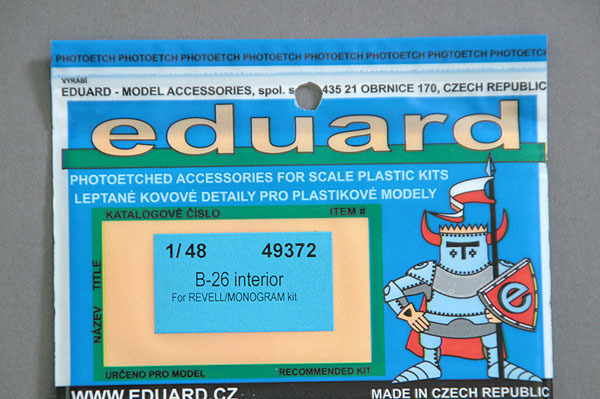 PHOTOETCH PHOTOETCH PHOTOETCH PHOTOETCH PHOTOETCH PHOTOETCH PHOTOETCH PHOTOETCH
VYRÁBÍ
EDUARD - MODEL ACCESSORIES, spol. 435 21 OBRNICE 170, CZECH REPUBLIC
eduard
PHOTOETCHED ACCESSORIES FOR SCALE PLASTIC KITS
LEPTANÉ KOVOVÉ DETAILY PRO PLASTIKOVÉ MODELY
KATALOGOVÉ ČÍSLO ITEM #
1/48 49372
B-26 interior
For REVELL/MONOGRAM kit
NÁZEV TITLE
URČENO PRO MODEL RECOMMENDED KIT
e
WWW.EDUARD.CZ MADE IN CZECH REPUBLIC